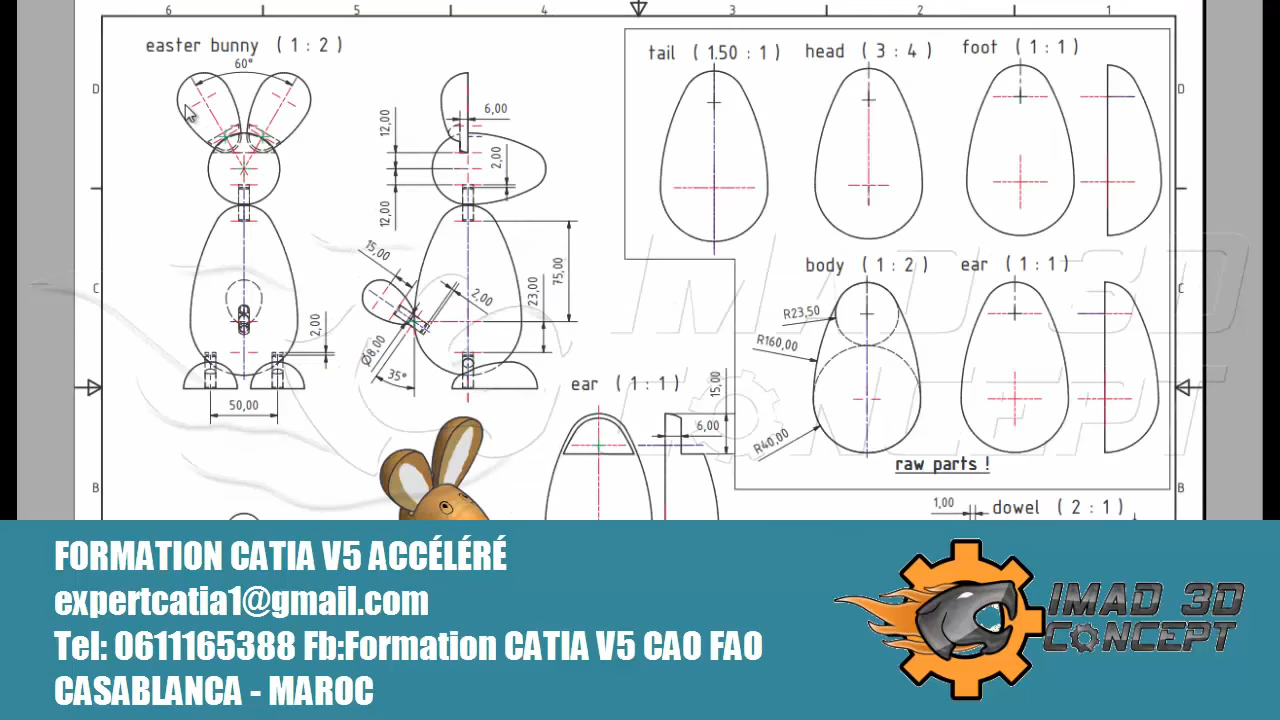 6
5
4
3
2
1
easter bunny ( 1 : 2 )
60°
D
12,00
6,00
2,00
12,00
tail ( 1.50 : 1 )
head ( 3 : 4 )
foot ( 1 : 1 )
D
C
15,00
2,00
75,00
23,00
2,00
Ø8,00
35°
50,00
body ( 1 : 2 )
ear ( 1 : 1 )
R23,50
R160,00
R40,00
C
raw parts !
ear ( 1 : 1 )
15,00
6,00
B
B
1,00
dowel ( 2 : 1 )
IMAD 3D
CONCEPT
FORMATION CATIA V5 ACCÉLÉRÉ
expertcatia1@gmail.com
Tel: 0611165388 Fb:Formation CATIA V5 CAO FAO
CASABLANCA - MAROC
IMAD 3D
CONCEPT